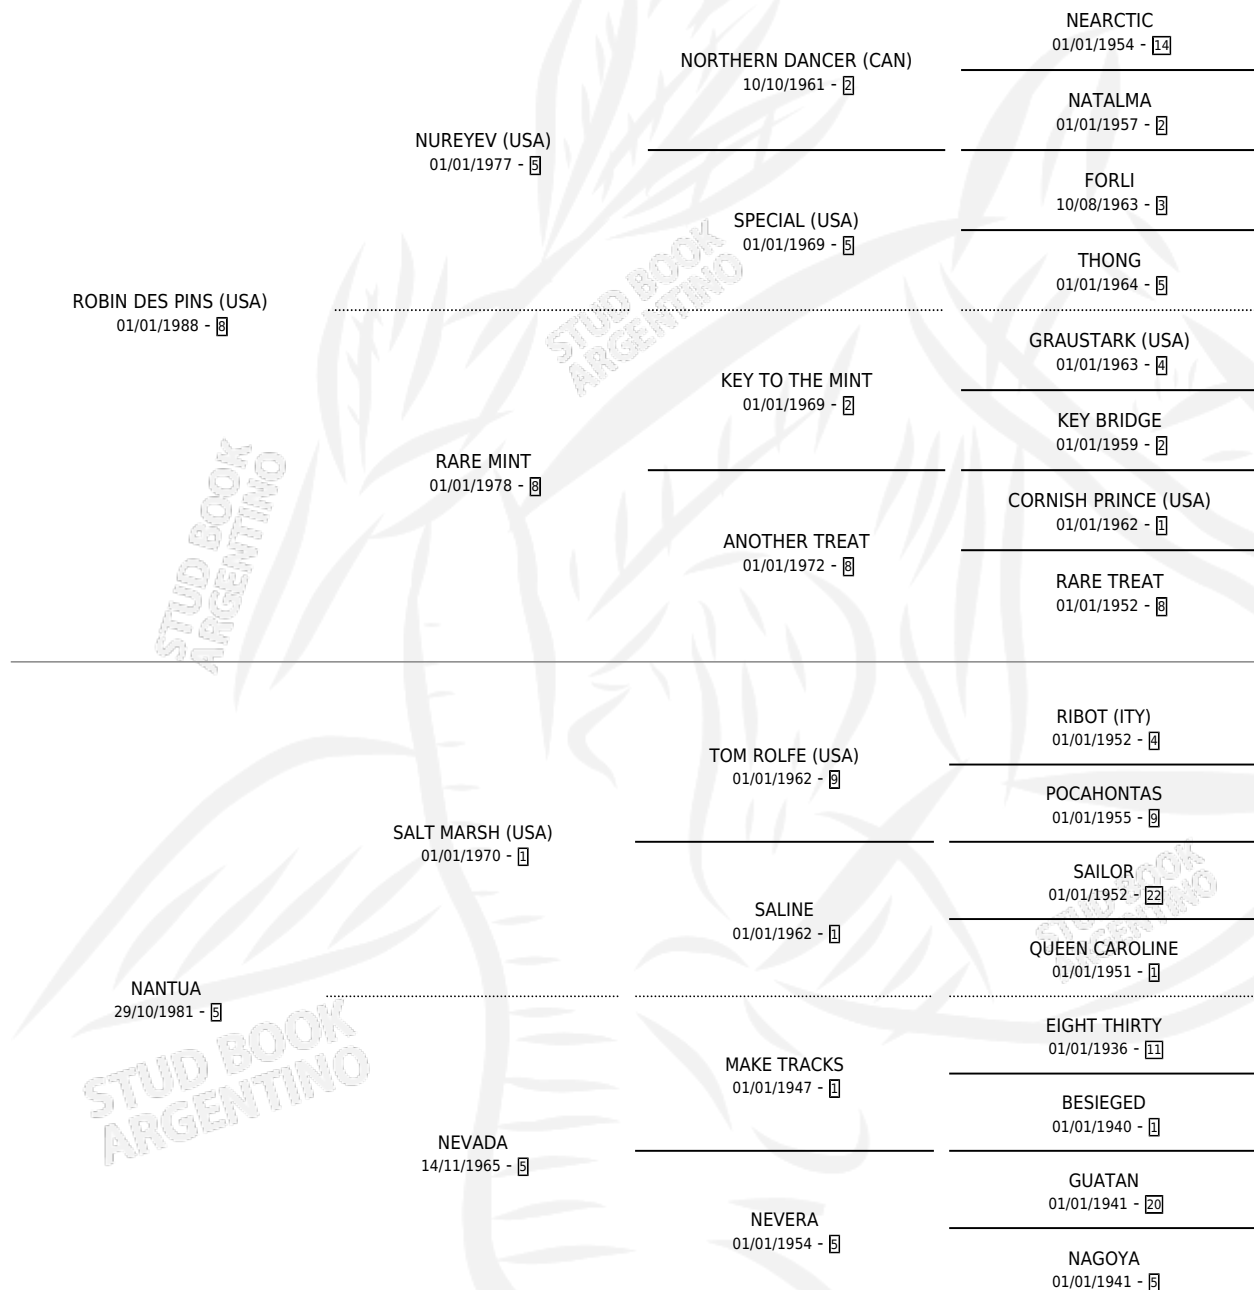 NEARCTIC
01/01/1954 - 14
NORTHERN DANCER (CAN)
10/10/1961 - 2
NATALMA
01/01/1957 - 2
NUREYEV (USA)
01/01/1977 - 5
FORLI
10/08/1963 - 3
SPECIAL (USA)
01/01/1969 - 5
THONG
01/01/1964 - 5
ROBIN DES PINS (USA)
01/01/1988 - 8
GRAUSTARK (USA)
01/01/1963 - 4
KEY TO THE MINT
01/01/1969 - 2
KEY BRIDGE
01/01/1959 - 2
RARE MINT
01/01/1978 - 8
CORNISH PRINCE (USA)
01/01/1962 - 1
ANOTHER TREAT
01/01/1972 - 8
RARE TREAT
01/01/1952 - 8
RIBOT (ITY)
01/01/1952 - 4
TOM ROLFE (USA)
01/01/1962 - 9
POCAHONTAS
01/01/1955 - 9
SALT MARSH (USA)
01/01/1970 - 1
SAILOR
01/01/1952 - 22
SALINE
01/01/1962 - 1
QUEEN CAROLINE
01/01/1951 - 1
NANTUA
29/10/1981 - 5
EIGHT THIRTY
01/01/1936 - 11
MAKE TRACKS
01/01/1947 - 1
BESIEGED
01/01/1940 - 1
NEVADA
14/11/1965 - 5
GUATAN
01/01/1941 - 20
NEVERA
01/01/1954 - 5
NAGOYA
01/01/1941 - 5
STUD BOOK
ARGENTINO
STUD BOOK
ARGENTINO
STUD BOOK
ARGENTINO
STUD BOOK
ARGENTINO